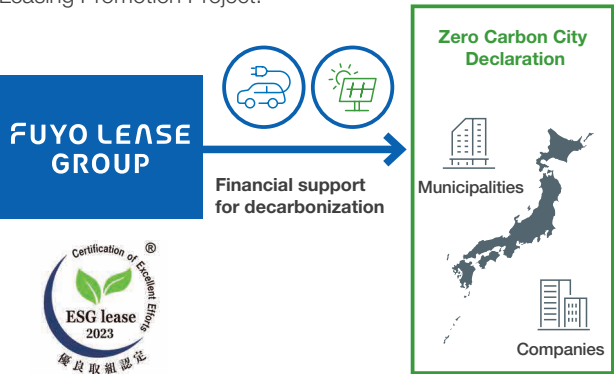 Esasing Promotion Project.
Zero Carbon City
Declaration
FUYO LEASE
GROUP
Financial support
for decarbonization
Municipalities
Companies
Certification of Excellent Efforts
®
ESG lease
2023
優良取組認定